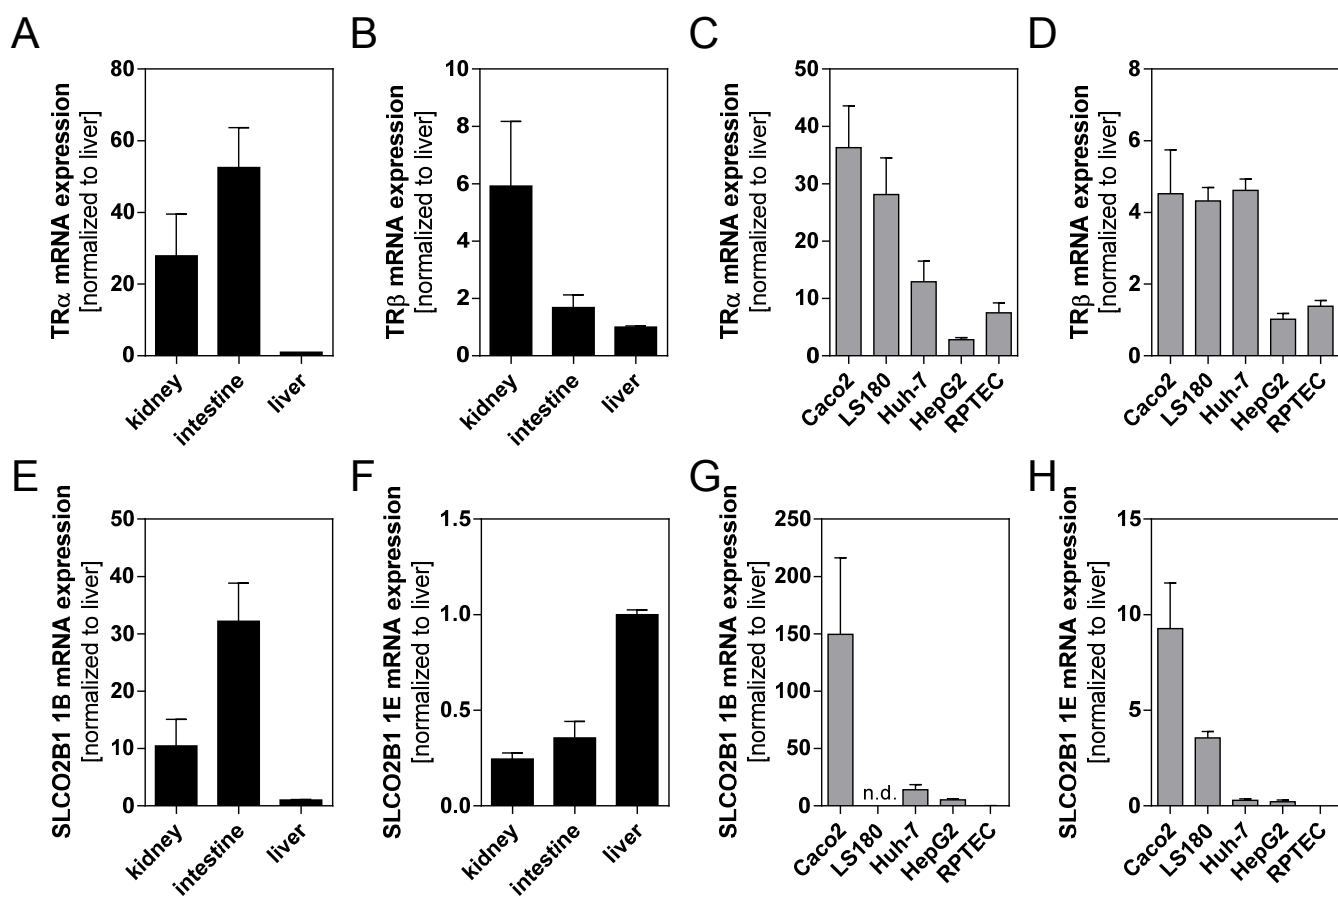 A
TRα mRNA expression
[normalized to liver]
80
60
40
20
0
kidney
intestine
liver
B
TRβ mRNA expression
[normalized to liver]
10
8
6
4
2
0
kidney
intestine
liver
C
TRα mRNA expression
[normalized to liver]
50
40
30
20
10
0
Caco2
LS180
Huh-7
HepG2
RPTEC
D
TRβ mRNA expression
[normalized to liver]
8
6
4
2
0
Caco2
LS180
Huh-7
HepG2
RPTEC
E
SLCO2B1 1B mRNA expression
[normalized to liver]
50
40
30
20
10
0
kidney
intestine
liver
F
SLCO2B1 1E mRNA expression
[normalized to liver]
1.5
1.0
0.5
0.0
kidney
intestine
liver
G
SLCO2B1 1B mRNA expression
[normalized to liver]
250
200
150
100
50
0
n.d.
Caco2
LS180
Huh-7
HepG2
RPTEC
H
SLCO2B1 1E mRNA expression
[normalized to liver]
15
10
5
0
Caco2
LS180
Huh-7
HepG2
RPTEC